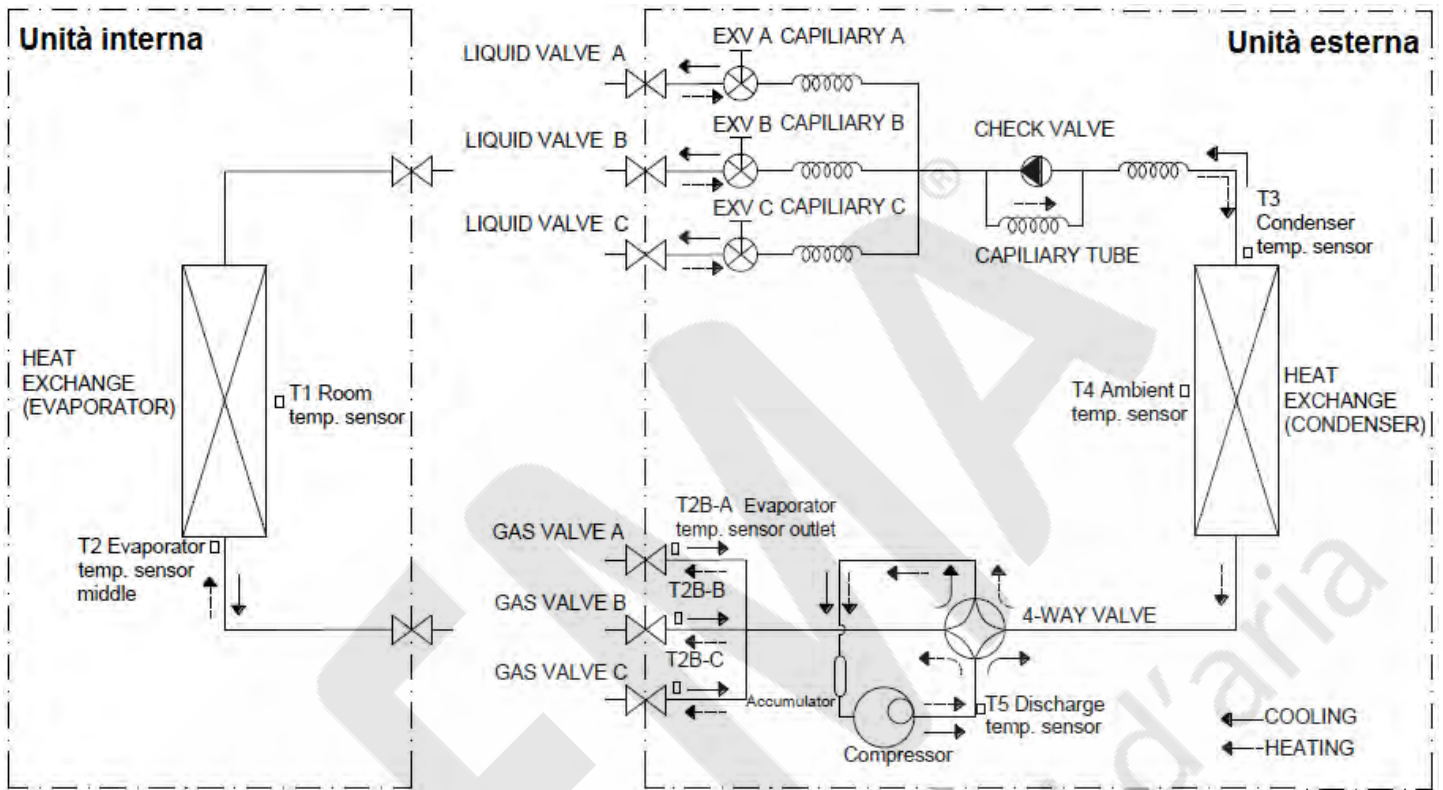 Unità interna
Unità esterna
LIQUID VALVE A
EXV A CAPILIARY A
LIQUID VALVE B
EXV B CAPILIARY B
CHECK VALVE
LIQUID VALVE C
EXV C CAPILIARY C
CAPILIARY TUBE
T3
Condenser
temp. sensor
®
HEAT
EXCHANGE
(EVAPORATOR)
T1 Room
temp. sensor
T4 Ambient
temp. sensor
HEAT
EXCHANGE
(CONDENSER)
T2 Evaporator
temp. sensor
middle
GAS VALVE A
T2B-A Evaporator
temp. sensor outlet
GAS VALVE B
T2B-B
4-WAY VALVE
GAS VALVE C
T2B-C
Accumulator
Compressor
T5 Discharge
temp. sensor
COOLING
HEATING
EMA
d'aria